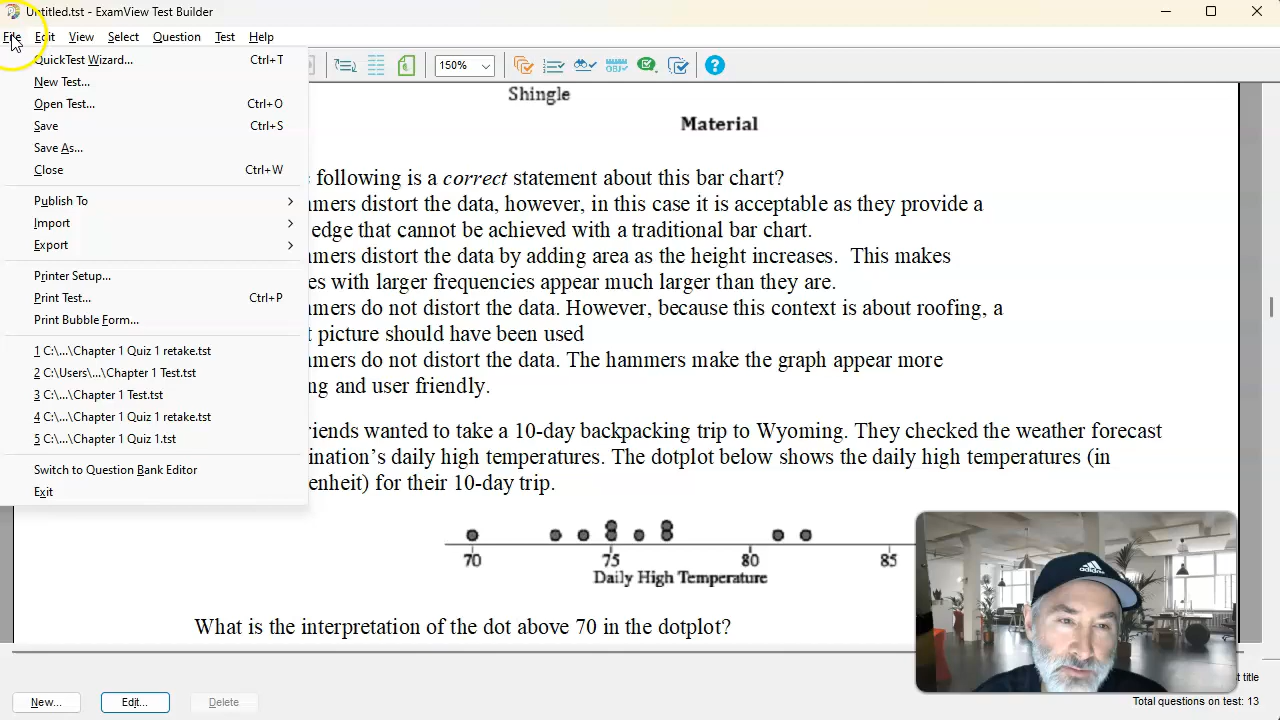 Untitled.tst - ExamView Test Builder
File Edit View Select Question Test Help
QuickTest Wizard... Ctrl+T
New Test...
Open Test... Ctrl+O
Save Ctrl+S
Save As...
Close Ctrl+W
Publish To
Import
Export
Printer Setup...
Print Test... Ctrl+P
Print Bubble Form...
1 C:\...\Chapter 1 Quiz 1 retake.tst
2 C:\Users\...\Chapter 1 Test.tst
3 C:\...\Chapter 1 Test.tst
4 C:\...\Chapter 1 Quiz 1 retake.tst
5 C:\...\Chapter 1 Quiz 1.tst
Switch to Question Bank Editor
Exit
150%
OBJ
?
Shingle
Material
following is a correct statement about this bar chart?
mmers distort the data, however, in this case it is acceptable as they provide a
edge that cannot be achieved with a traditional bar chart.
mmers distort the data by adding area as the height increases. This makes
es with larger frequencies appear much larger than they are.
mmers do not distort the data. However, because this context is about roofing, a
t picture should have been used
mmers do not distort the data. The hammers make the graph appear more
ng and user friendly.
riends wanted to take a 10-day backpacking trip to Wyoming. They checked the weather forecast
ination's daily high temperatures. The dotplot below shows the daily high temperatures (in
enheit) for their 10-day trip.
70 75 80 85
Daily High Temperature
What is the interpretation of the dot above 70 in the dotplot?
adidas
New... Edit... Delete
t title
Total questions on test: 13